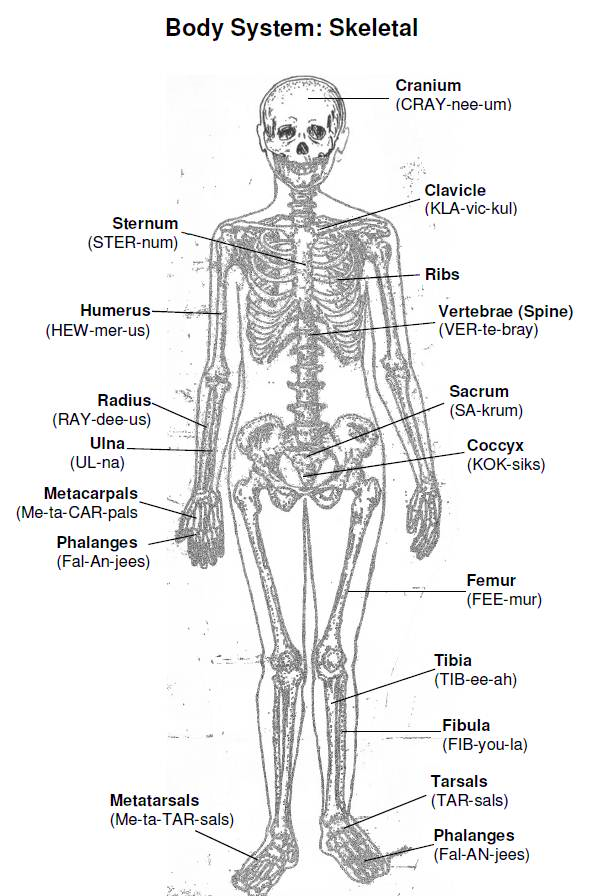 Body System: Skeletal
Cranium
(CRAY-nee-um)
Clavicle
(KLA-vic-kul)
Sternum
(STER-num)
Ribs
Humerus
(HEW-mer-us)
Vertebrae (Spine)
(VER-te-bray)
Radius
(RAY-dee-us)
Sacrum
(SA-krum)
Ulna
(UL-na)
Coccyx
(KOK-siks)
Metacarpals
(Me-ta-CAR-pals
Phalanges
(Fal-An-jees)
Femur
(FEE-mur)
Tibia
(TIB-ee-ah)
Fibula
(FIB-you-la)
Tarsals
(TAR-sals)
Metatarsals
(Me-ta-TAR-sals)
Phalanges
(Fal-AN-jees)